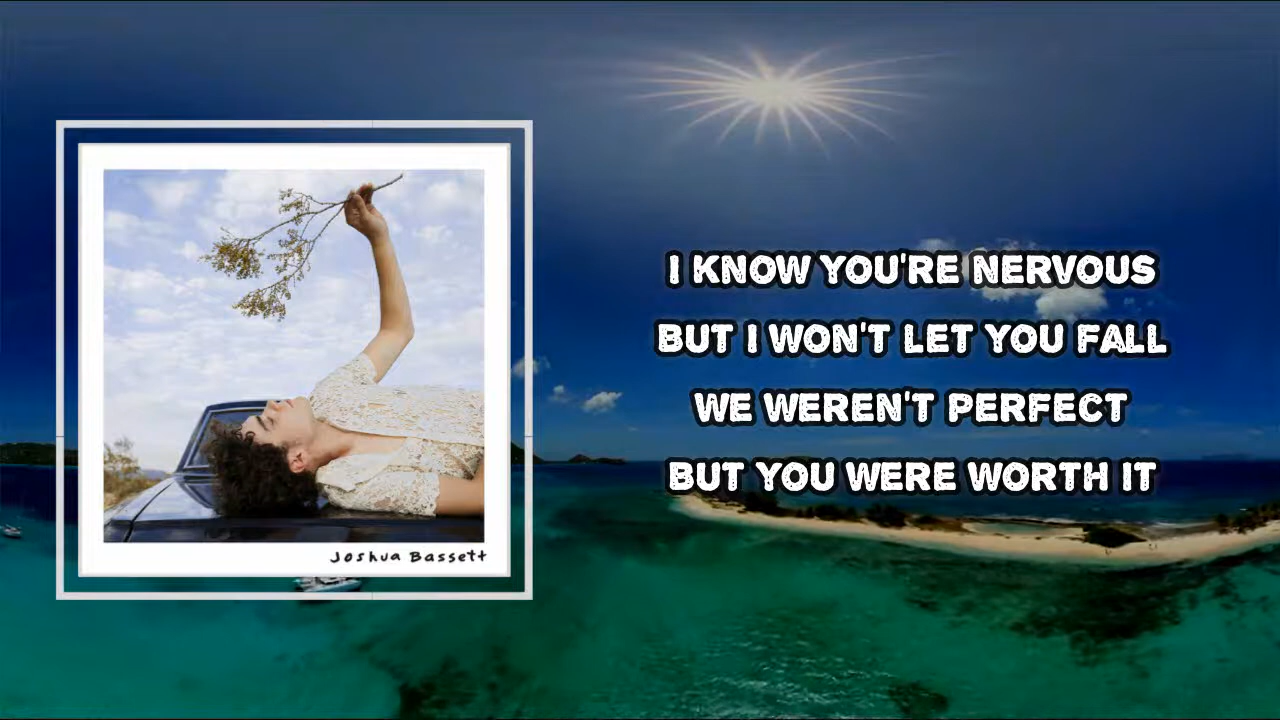 Joshua Bassett
I KNOW YOU'RE NERVOUS
BUT I WON'T LET YOU FALL
WE WEREN'T PERFECT
BUT YOU WERE WORTH IT